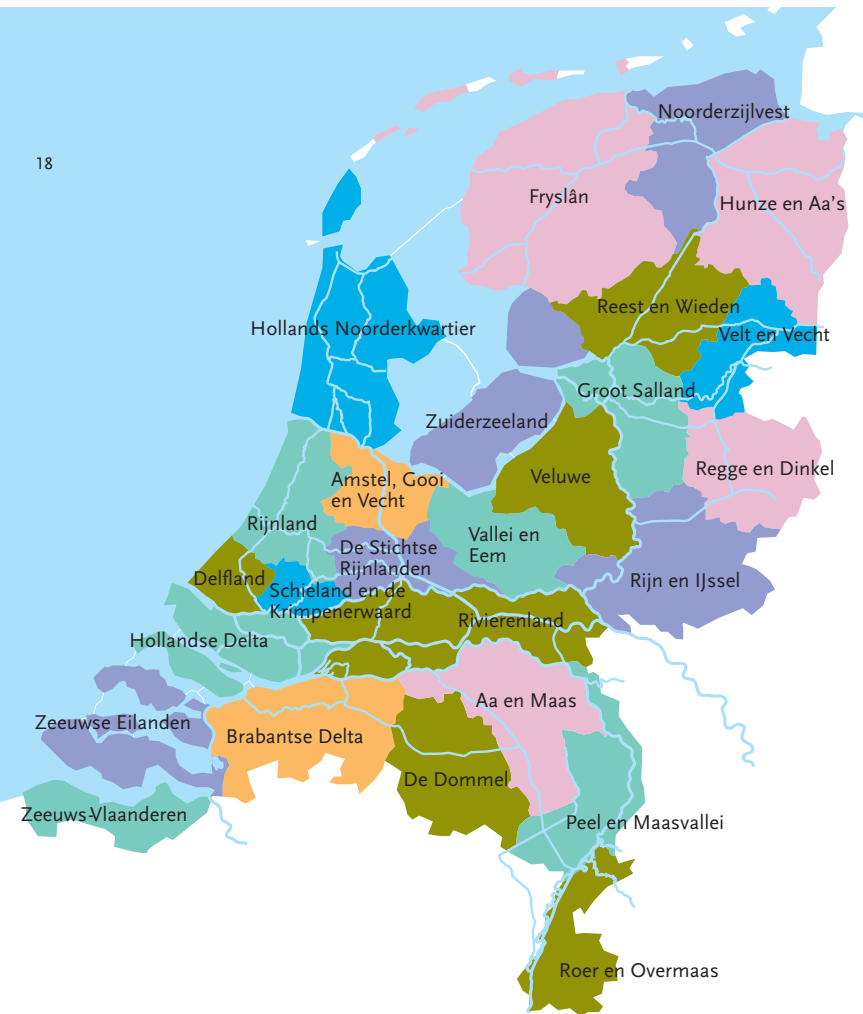 Noorderzijlvest
18
Fryslân
Hunze en Aa's
Reest en Wieden
Hollands Noorderkwartier
Velt en Vecht
Groot Salland
Zuiderzeeland
Regge en Dinkel
Amstel, Gooi
en Vecht
Veluwe
Rijnland
Vallei en
Eem
De Stichtse
Rijnlanden
Delfland
Rijn en IJssel
Schieland en de
Krimpenerwaard
Rivierenland
Hollandse Delta
Aa en Maas
Zeeuwse Eilanden
Brabantse Delta
De Dommel
Zeeuws-Vlaanderen
Peel en Maasvallei
Roer en Overmaas